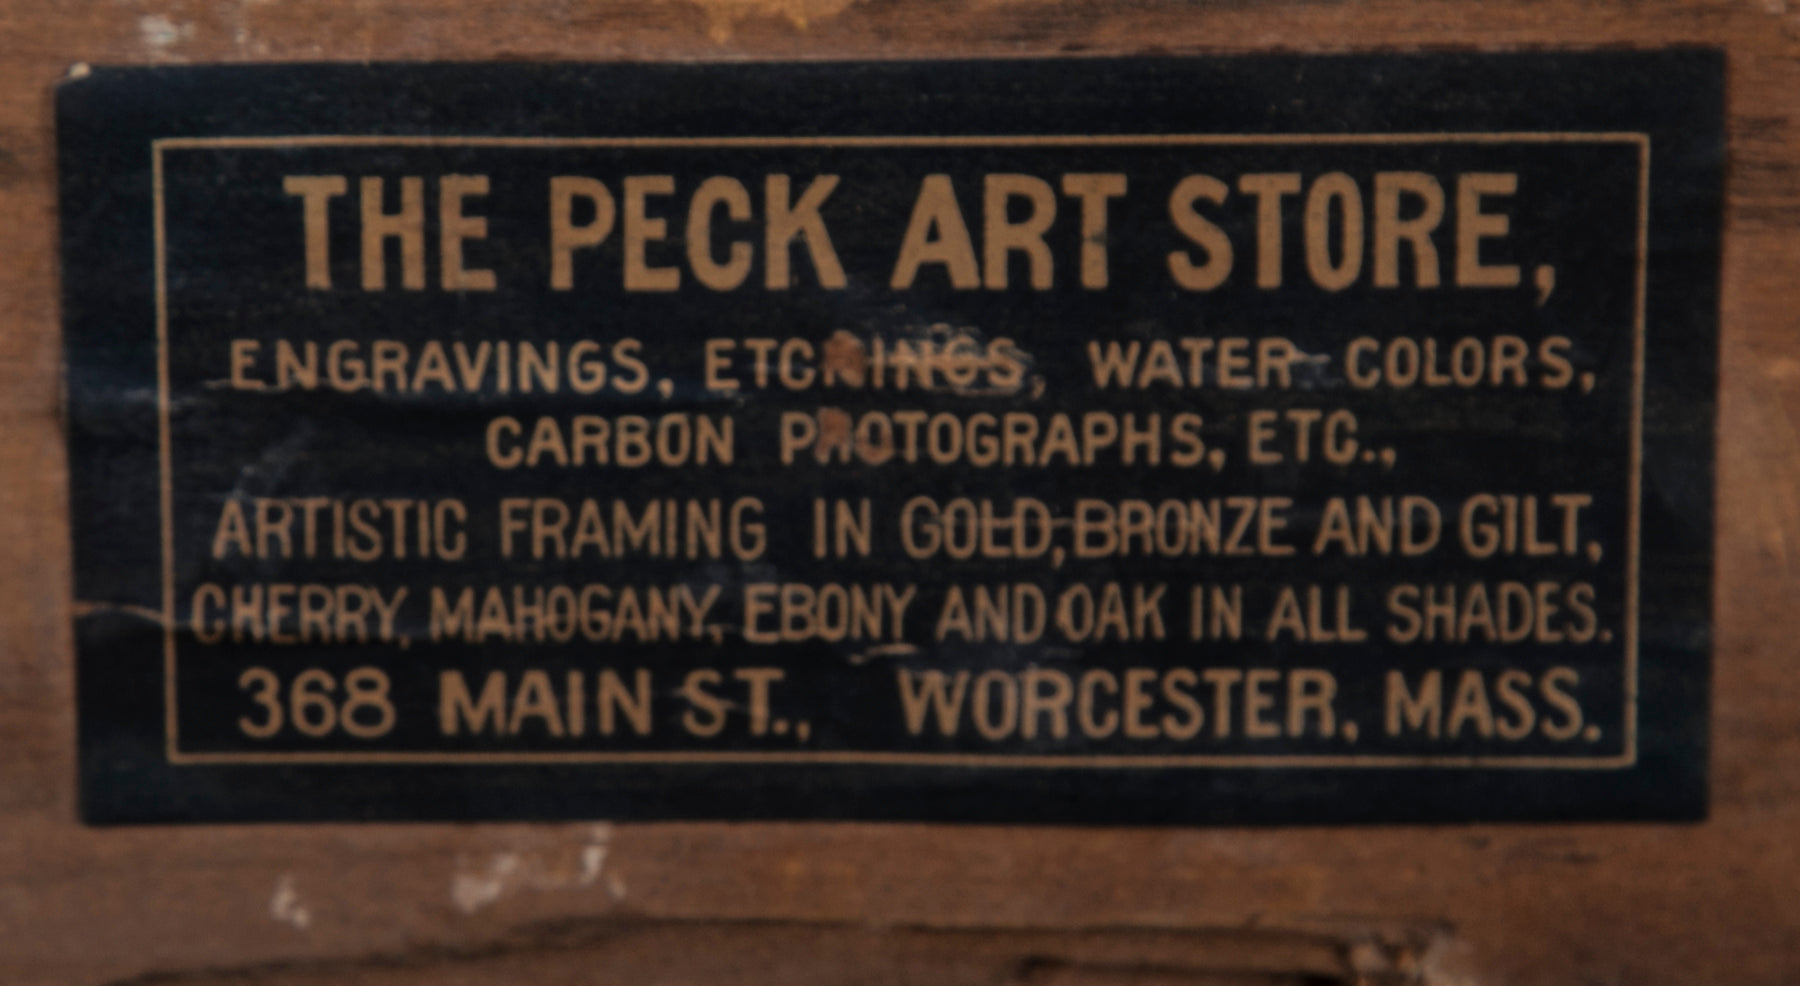 THE PECK ART STORE,
ENGRAVINGS, ETCHINGS, WATER COLORS,
CARBON PHOTOGRAPHS, ETC.,
ARTISTIC FRAMING IN GOLD, BRONZE AND GILT,
CHERRY, MAHOGANY, EBONY AND OAK IN ALL SHADES.
368 MAIN ST., WORCESTER, MASS.